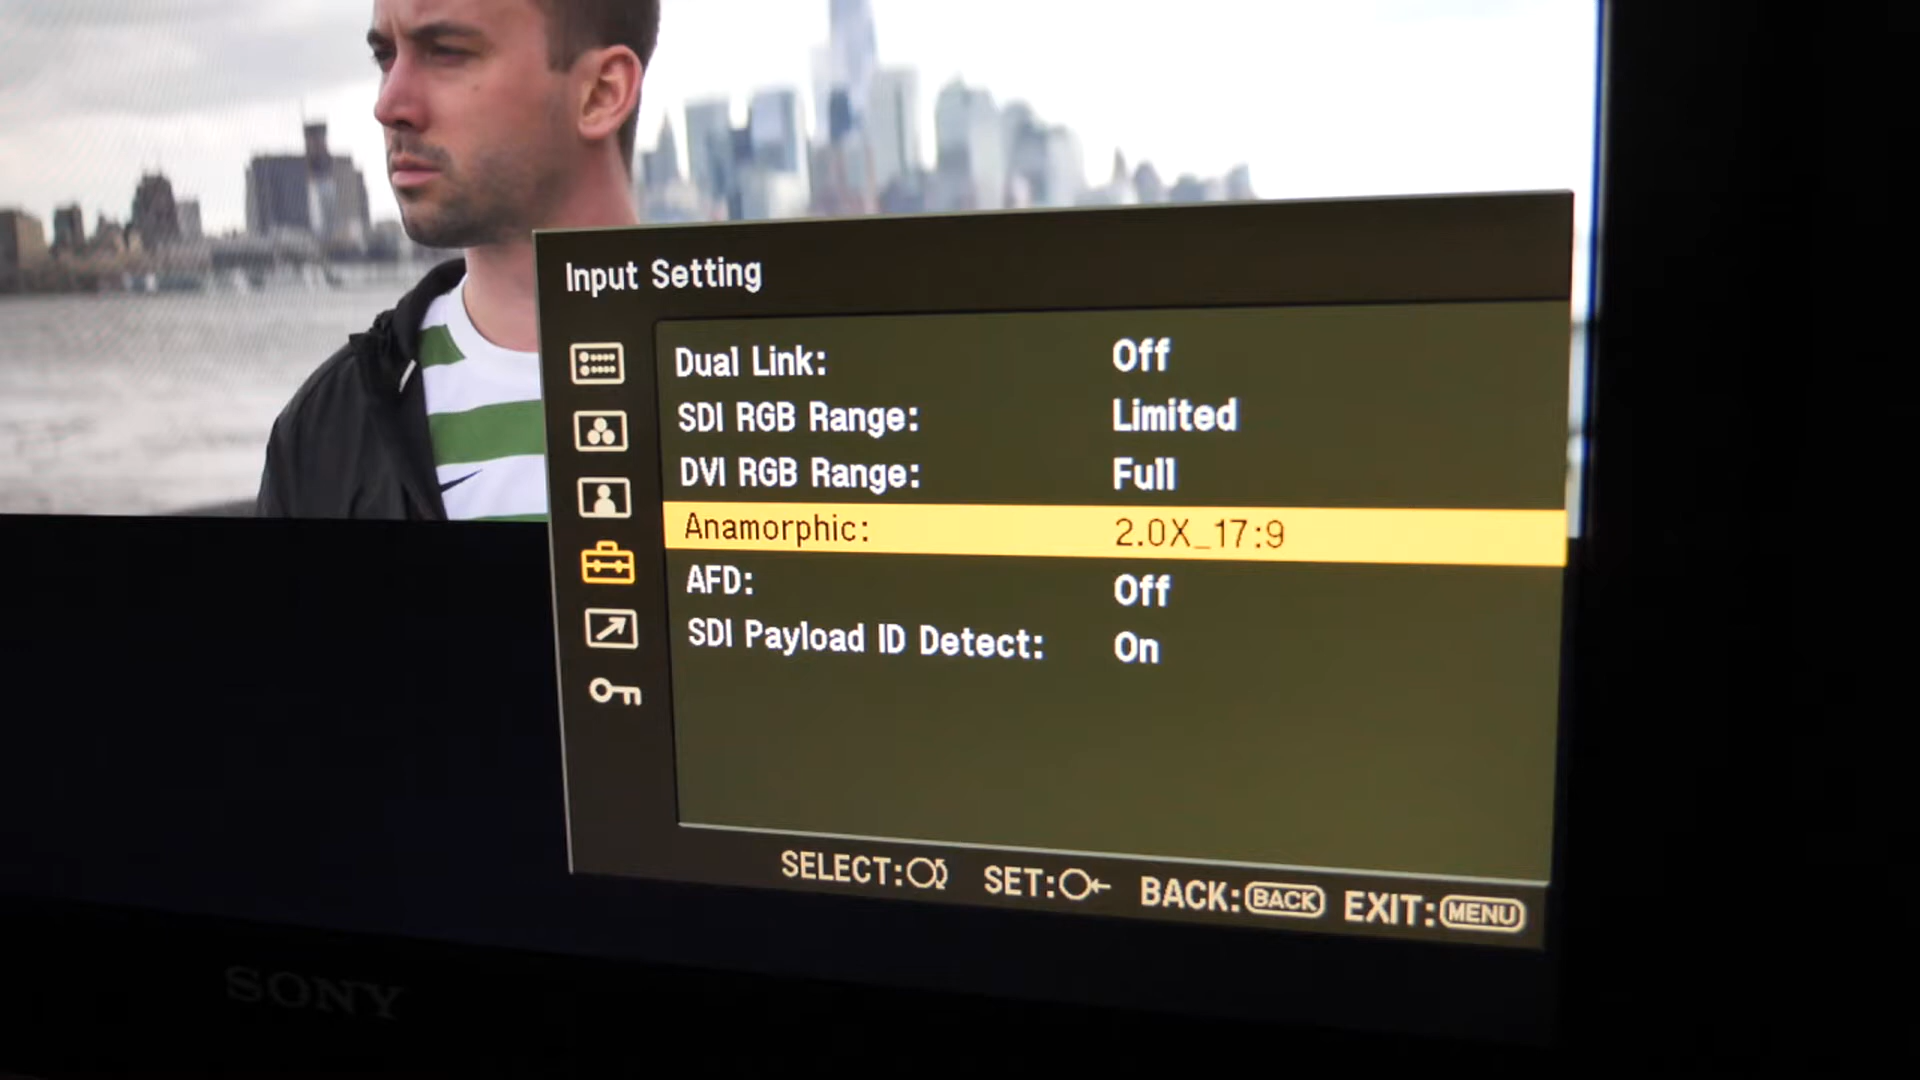 Input Setting
Dual Link: Off
SDI RGB Range: Limited
DVI RGB Range: Full
Anamorphic: 2.0X_17:9
AFD: Off
SDI Payload ID Detect: On
SELECT: SET: BACK:BACK EXIT:MENU
SONY